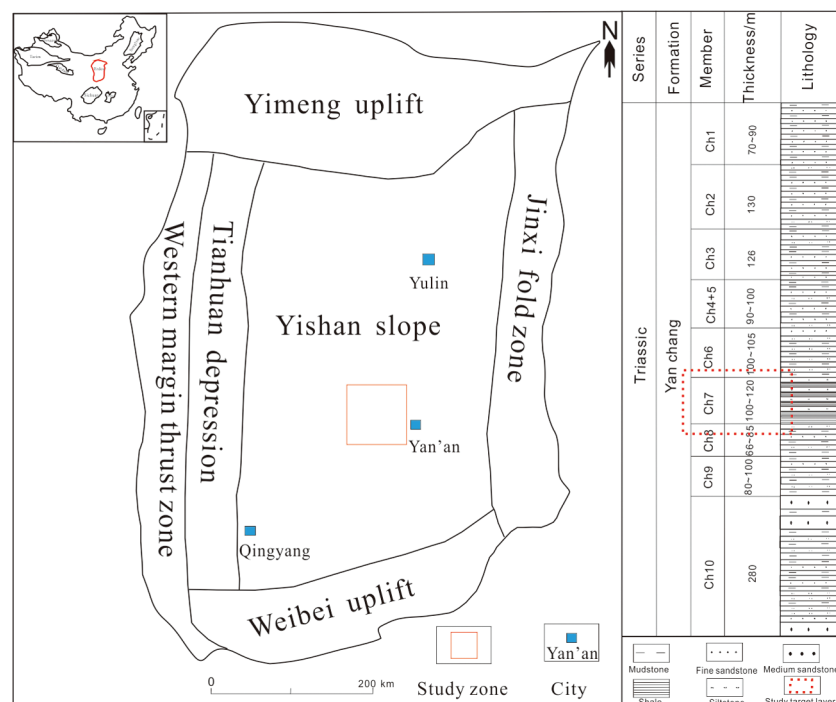 N
Yimeng uplift
Western margin thrust zone
Tianhuan depression
Jinxi fold zone
Yulin
Yishan slope
Yan'an
Qingyang
Weibei uplift
0
200 km
Study zone
Yan'an
City
Series
Formation
Member
Thickness/m
Lithology
Triassic
Yan chang
Ch1
70~90
Ch2
130
Ch3
126
Ch4+5
90~100
Ch6
100~105
Ch7
100~120
Ch8
66~85
Ch9
80~100
Ch10
280
Mudstone
Fine sandstone
Medium sandstone
Shale
Siltstone
Study target layer